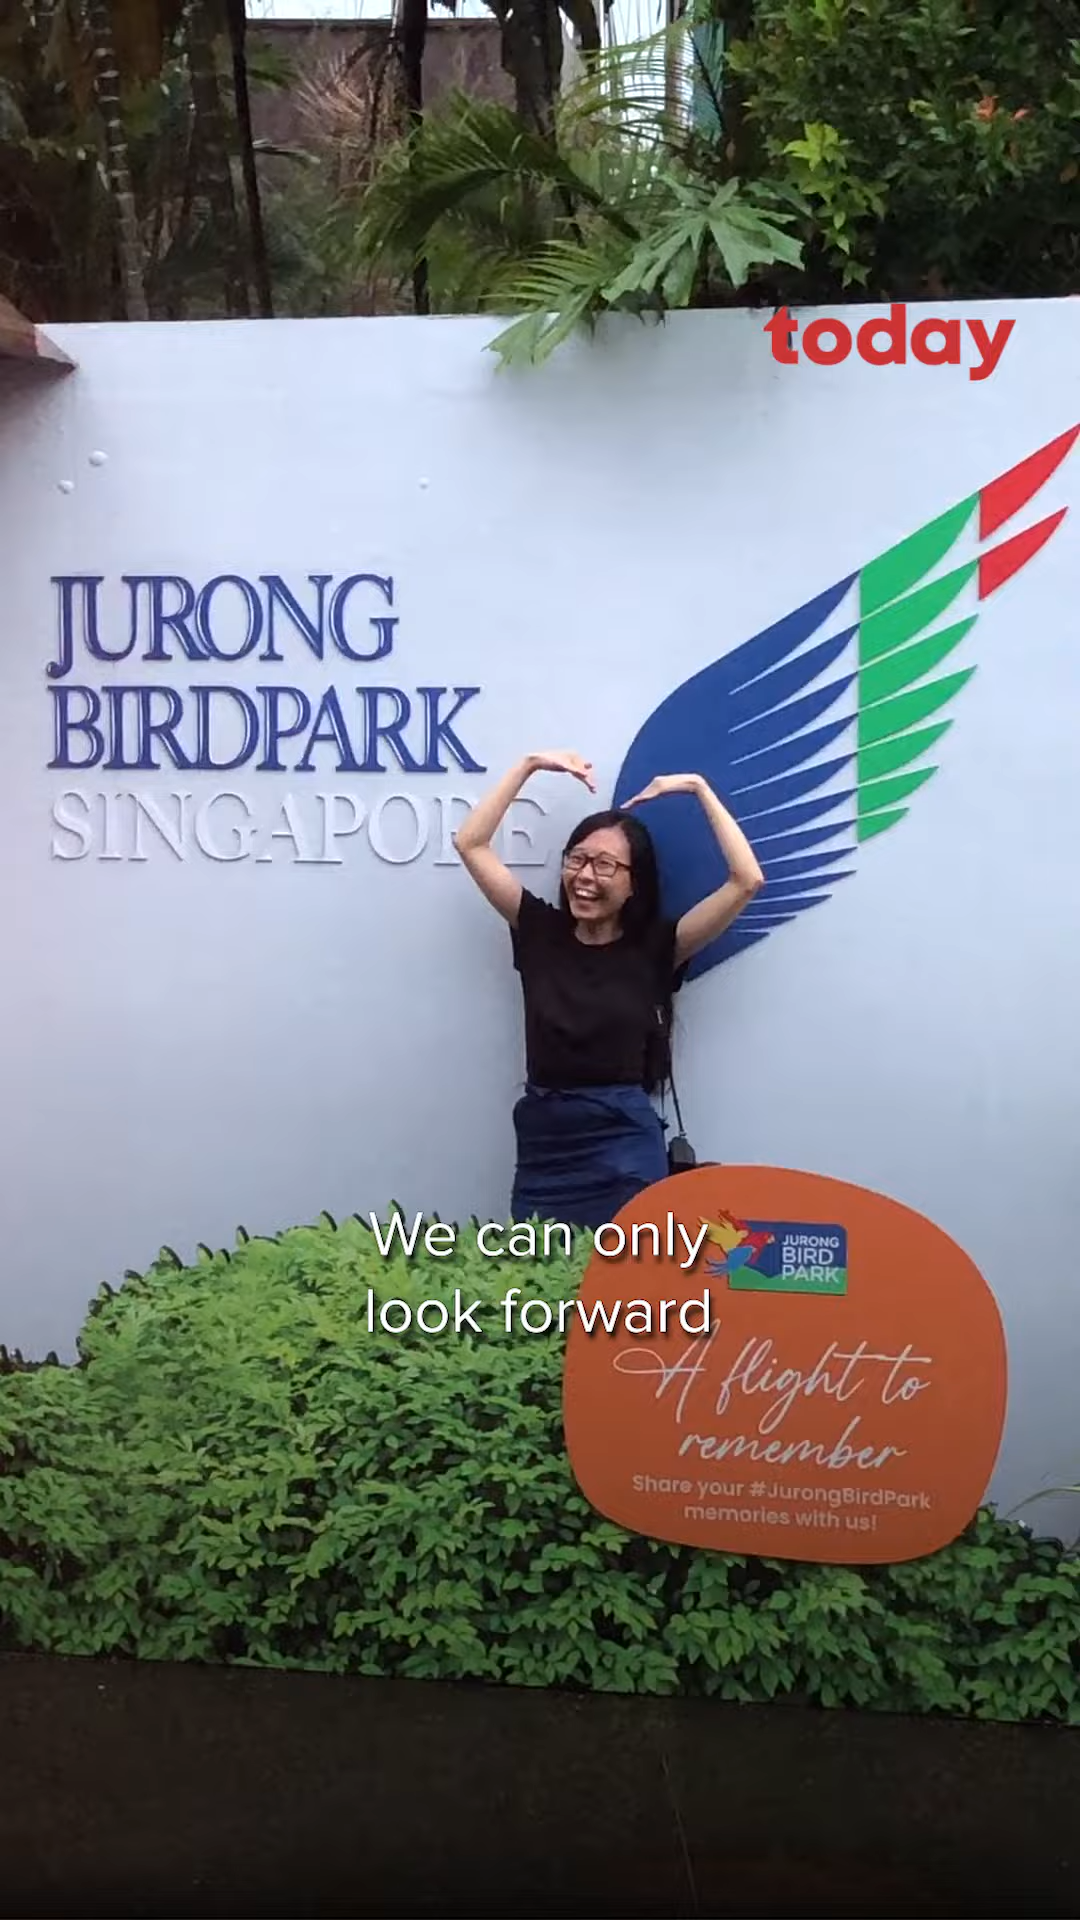 today
JURONG
BIRDPARK
SINGAPORE
We can only
look forward
JURONG
BIRD
PARK
A flight to
remember
Share your #JurongBirdPark
memories with us!